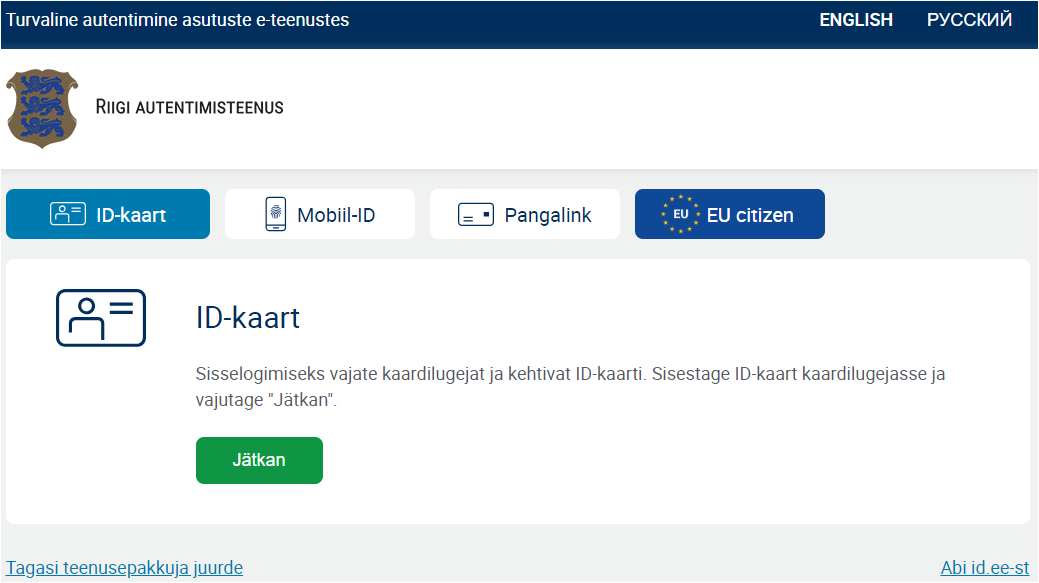 Turvaline autentimine asutuste e-teenustes
ENGLISH
РУССКИЙ
RIIGI AUTENTIMISTEENUS
ID-kaart
Mobiil-ID
Pangalink
EU
EU citizen
ID-kaart
Sisselogimiseks vajate kaardilugejat ja kehtivat ID-kaarti. Sisestage ID-kaart kaardilugejasse ja
vajutage "Jätkan".
Jätkan
Tagasi teenusepakkuja juurde
Abi id.ee-st